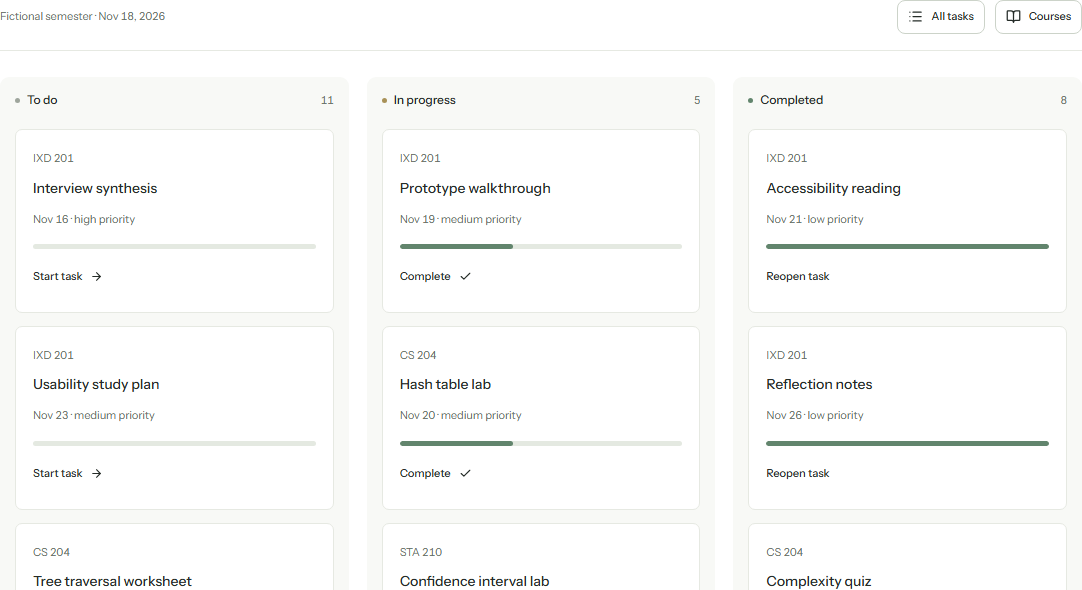 Fictional semester · Nov 18, 2026
All tasks
Courses
To do 11
IXD 201
Interview synthesis
Nov 16 · high priority
Start task →
IXD 201
Usability study plan
Nov 23 · medium priority
Start task →
CS 204
Tree traversal worksheet
In progress 5
IXD 201
Prototype walkthrough
Nov 19 · medium priority
Complete ✓
CS 204
Hash table lab
Nov 20 · medium priority
Complete ✓
STA 210
Confidence interval lab
Completed 8
IXD 201
Accessibility reading
Nov 21 · low priority
Reopen task
IXD 201
Reflection notes
Nov 26 · low priority
Reopen task
CS 204
Complexity quiz